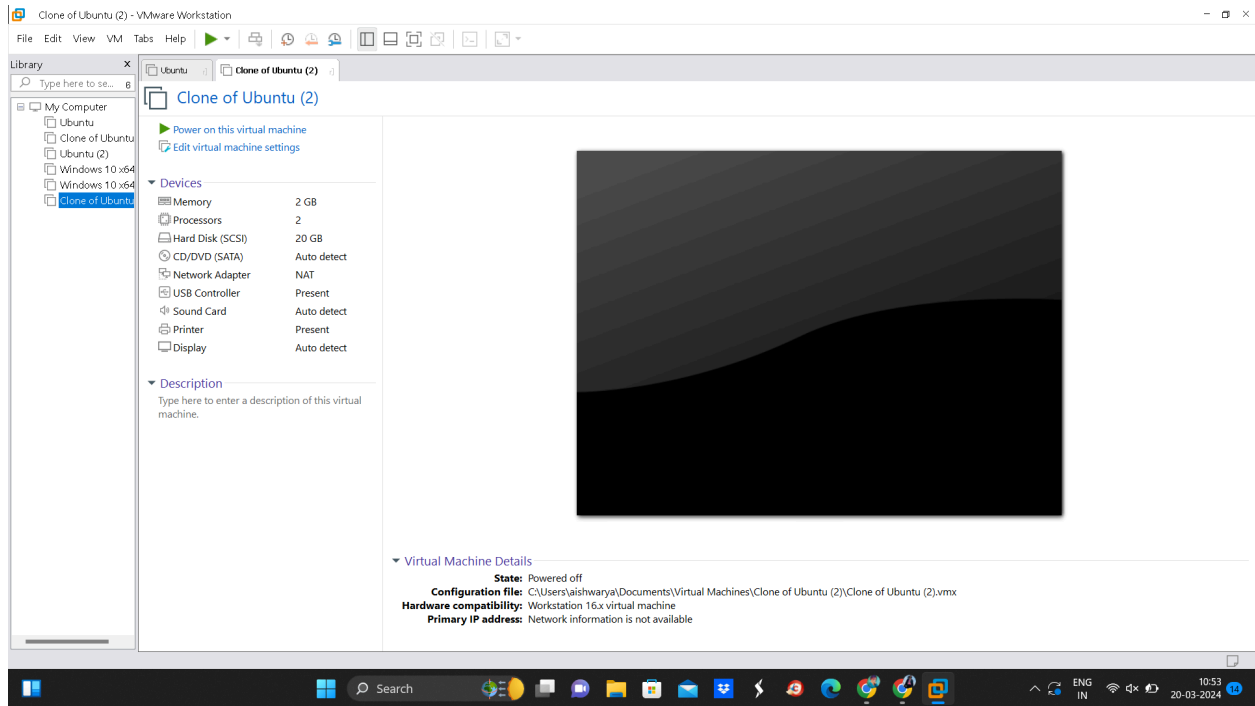 Clone of Ubuntu (2) - VMware Workstation
File Edit View VM Tabs Help
Library x
Type here to se...
My Computer
Ubuntu
Clone of Ubuntu
Ubuntu (2)
Windows 10 x64
Windows 10 x64
Clone of Ubuntu
Ubuntu
Clone of Ubuntu (2)
Clone of Ubuntu (2)
Power on this virtual machine
Edit virtual machine settings
Devices
Memory 2 GB
Processors 2
Hard Disk (SCSI) 20 GB
CD/DVD (SATA) Auto detect
Network Adapter NAT
USB Controller Present
Sound Card Auto detect
Printer Present
Display Auto detect
Description
Type here to enter a description of this virtual
machine.
Virtual Machine Details
State: Powered off
Configuration file: C:\Users\aishwarya\Documents\Virtual Machines\Clone of Ubuntu (2)\Clone of Ubuntu (2).vmx
Hardware compatibility: Workstation 16.x virtual machine
Primary IP address: Network information is not available
Search
ENG
IN
10:53
20-03-2024
14